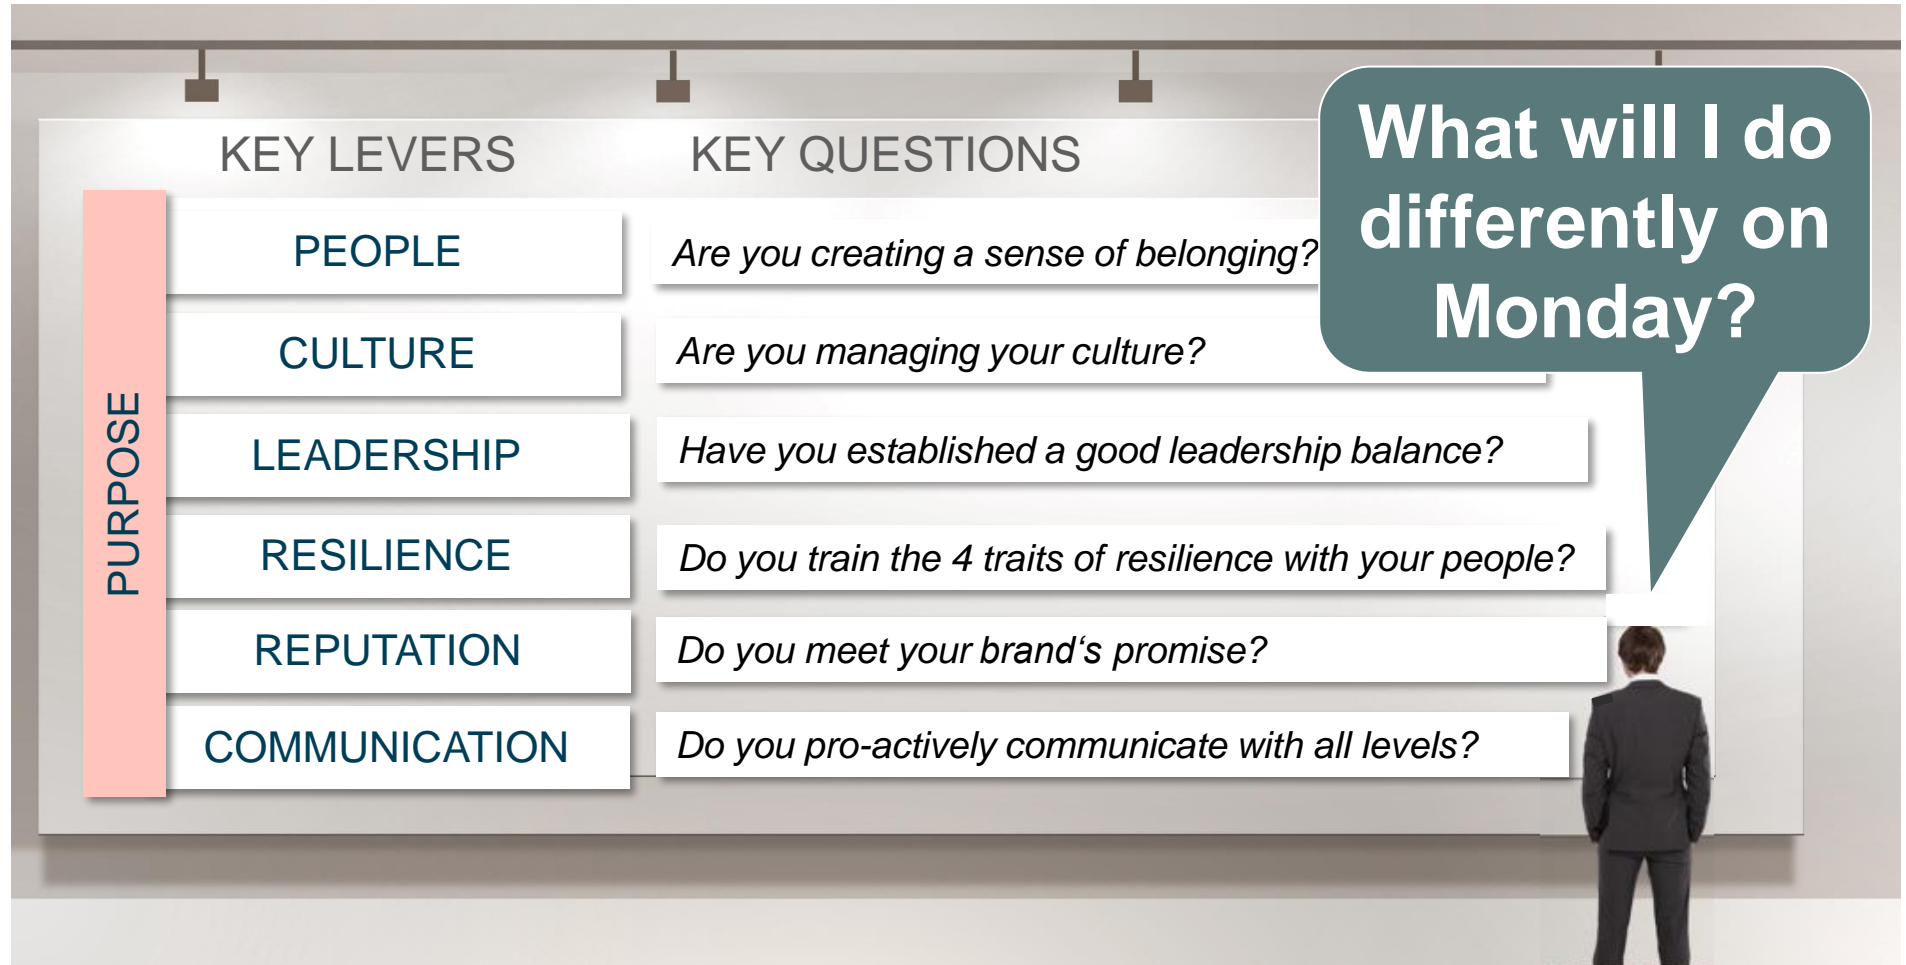 KEY LEVERS
KEY QUESTIONS
What will I do
differently on
Monday?
PURPOSE
PEOPLE
Are you creating a sense of belonging?
CULTURE
Are you managing your culture?
LEADERSHIP
Have you established a good leadership balance?
RESILIENCE
Do you train the 4 traits of resilience with your people?
REPUTATION
Do you meet your brand‘s promise?
COMMUNICATION
Do you pro-actively communicate with all levels?